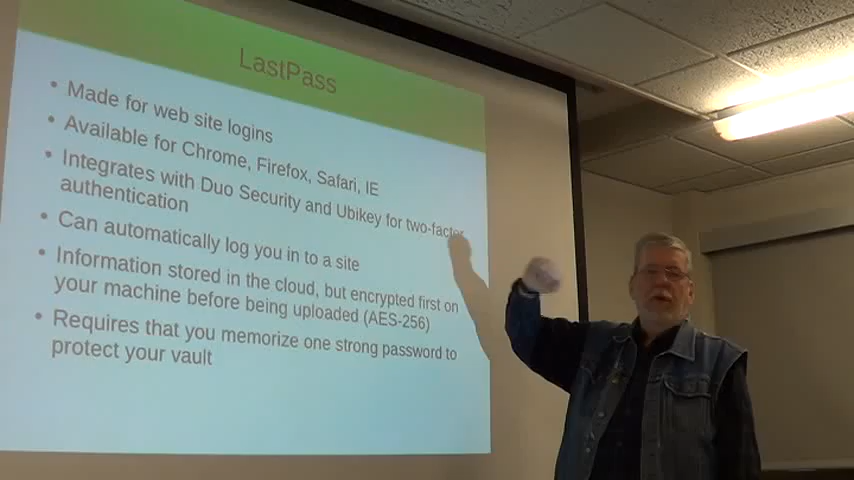 LastPass
Made for web site logins
Available for Chrome, Firefox, Safari, IE
Integrates with Duo Security and Ubikey for two-factor
authentication
Can automatically log you in to a site
Information stored in the cloud, but encrypted first on
your machine before being uploaded (AES-256)
Requires that you memorize one strong password to
protect your vault